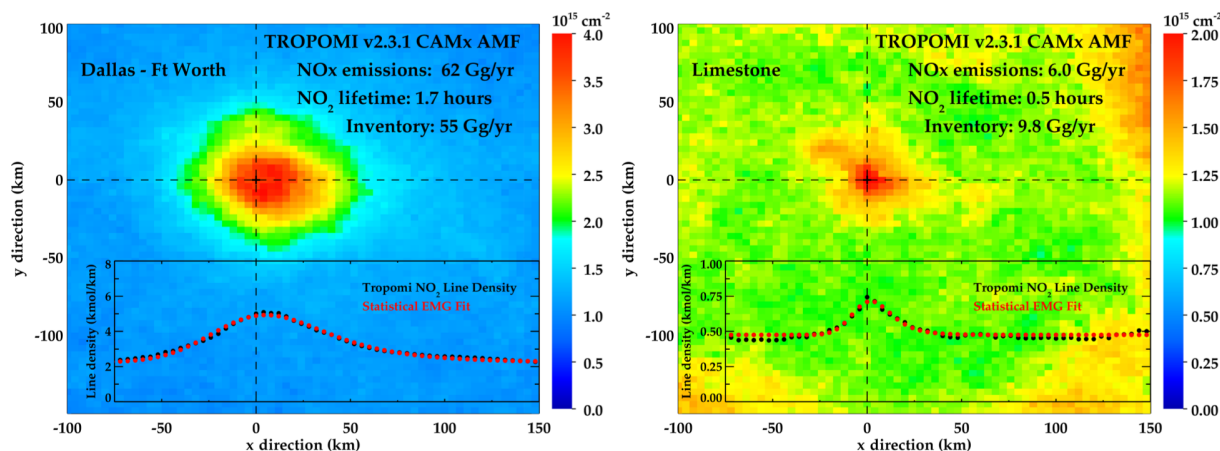 10¹⁵ cm⁻²
TROPOMI v2.3.1 CAMx AMF
Dallas - Ft Worth
NOx emissions: 62 Gg/yr
NO₂ lifetime: 1.7 hours
Inventory: 55 Gg/yr
Tropomi NO₂ Line Density
Statistical EMG Fit
Line density (kmol/km)
8
6
4
2
0
y direction (km)
100
50
0
-50
-100
-100
-50
0
50
100
150
x direction (km)
4.0
3.5
3.0
2.5
2.0
1.5
1.0
0.5
0.0
10¹⁵ cm⁻²
TROPOMI v2.3.1 CAMx AMF
Limestone
NOx emissions: 6.0 Gg/yr
NO₂ lifetime: 0.5 hours
Inventory: 9.8 Gg/yr
Tropomi NO₂ Line Density
Statistical EMG Fit
Line density (kmol/km)
1.00
0.75
0.50
0.25
0.00
y direction (km)
100
50
0
-50
-100
-100
-50
0
50
100
150
x direction (km)
2.00
1.75
1.50
1.25
1.00
0.75
0.50
0.25
0.00